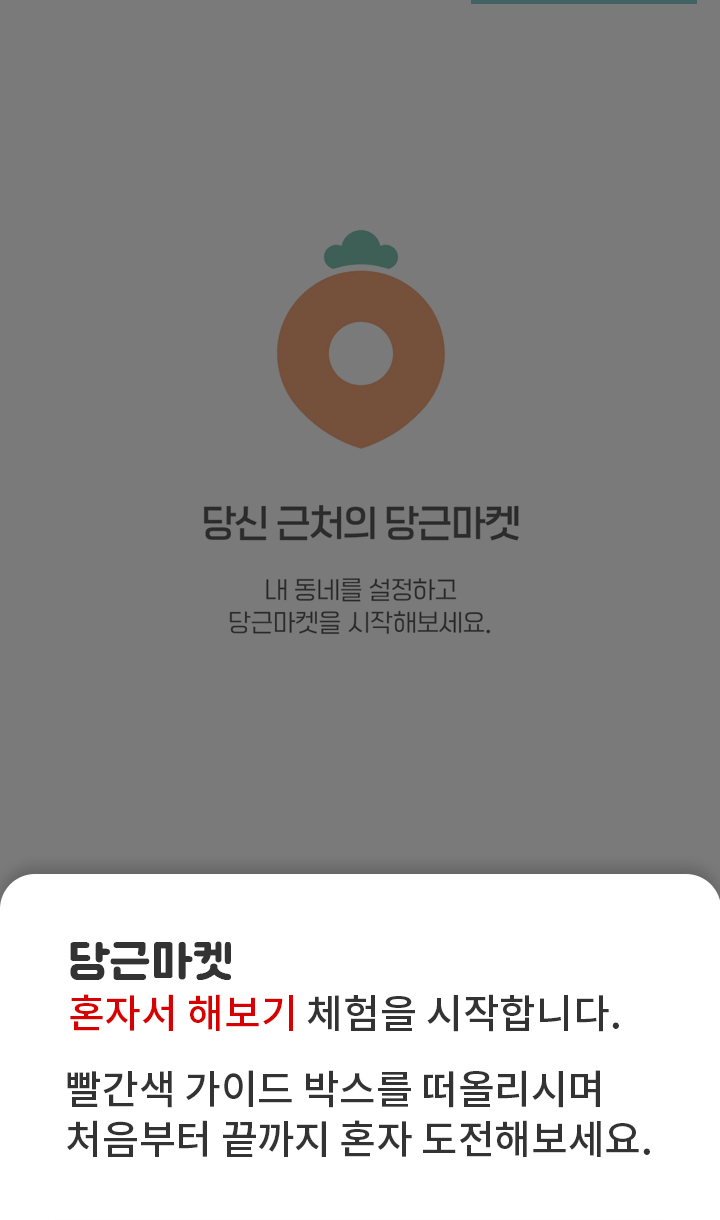 당신 근처의 당근마켓
내 동네를 설정하고
당근마켓을 시작해보세요.
당근마켓
혼자서 해보기 체험을 시작합니다.
빨간색 가이드 박스를 떠올리시며
처음부터 끝까지 혼자 도전해보세요.